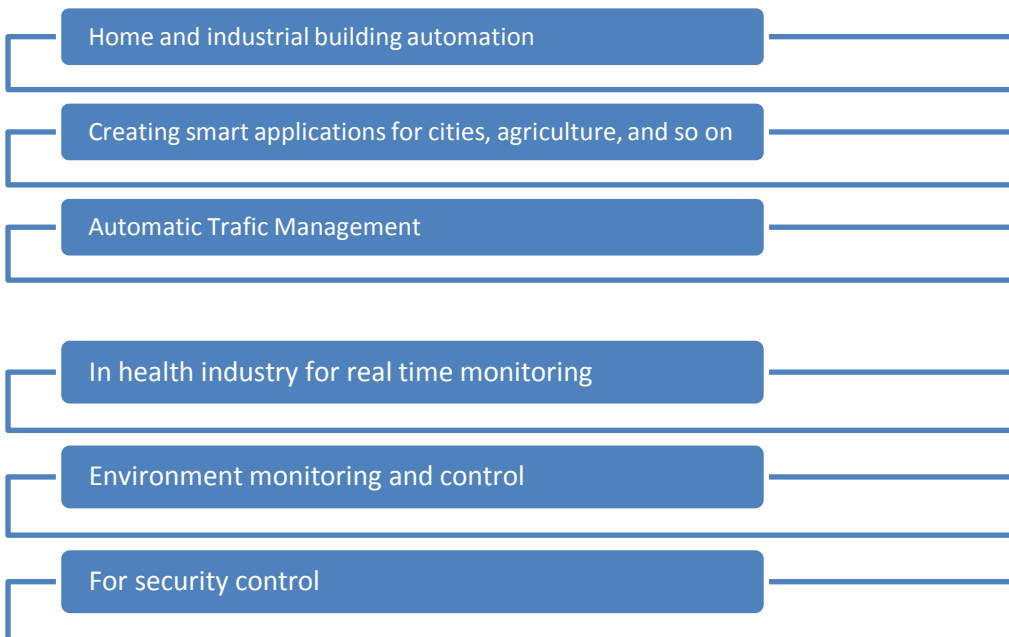 Home and industrial building automation
Creating smart applications for cities, agriculture, and so on
Automatic Trafic Management
In health industry for real time monitoring
Environment monitoring and control
For security control